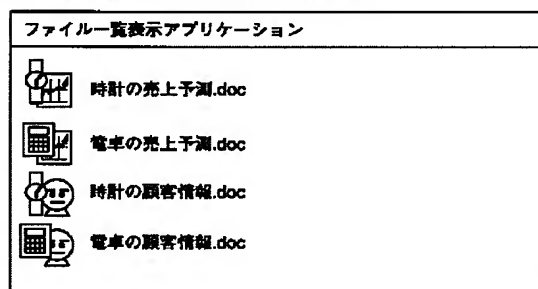 ファイル一覧表示アプリケーション
時計の売上予測.doc
電卓の売上予測.doc
時計の顧客情報.doc
電卓の顧客情報.doc